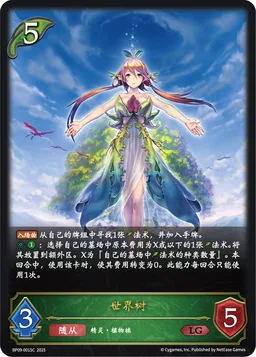 5
入场曲 从自己的牌组中寻找1张 法术，并加入手牌。
1 ：选择自己的墓场中原本费用为X或以下的1张 法术。将
其放置到额外区。X为「自己的墓场中 法术的种类数量」。本
回合中，使用该卡时，使其费用转变为0。此能力每回合只能使
用1次。
世界树
3
随从
精灵·植物族
LG
5
BP09-001SC 2025
© Cygames, Inc. Published by NetEase Games